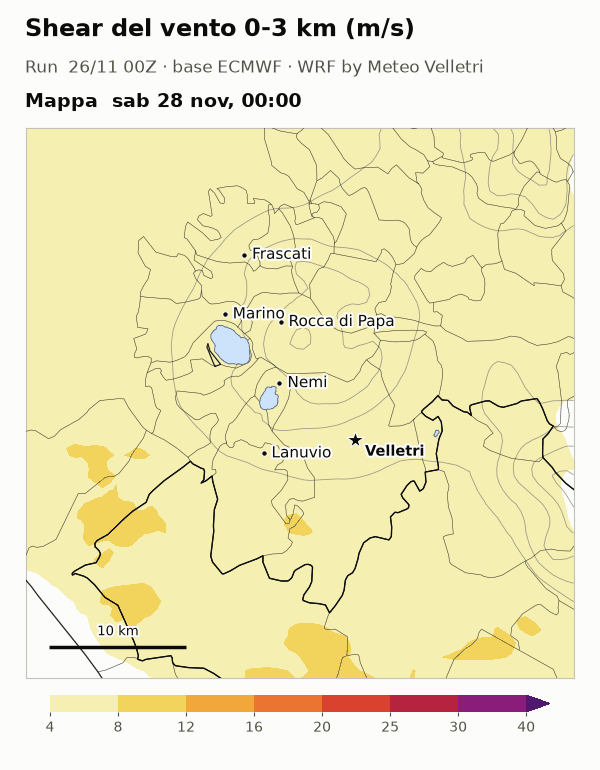 Shear del vento 0-3 km (m/s)
Run  26/11 00Z · base ECMWF · WRF by Meteo Velletri
Mappa  sab 28 nov, 00:00
Frascati
Marino
Rocca di Papa
Nemi
Velletri
Lanuvio
10 km
4 8 12 16 20 25 30 40